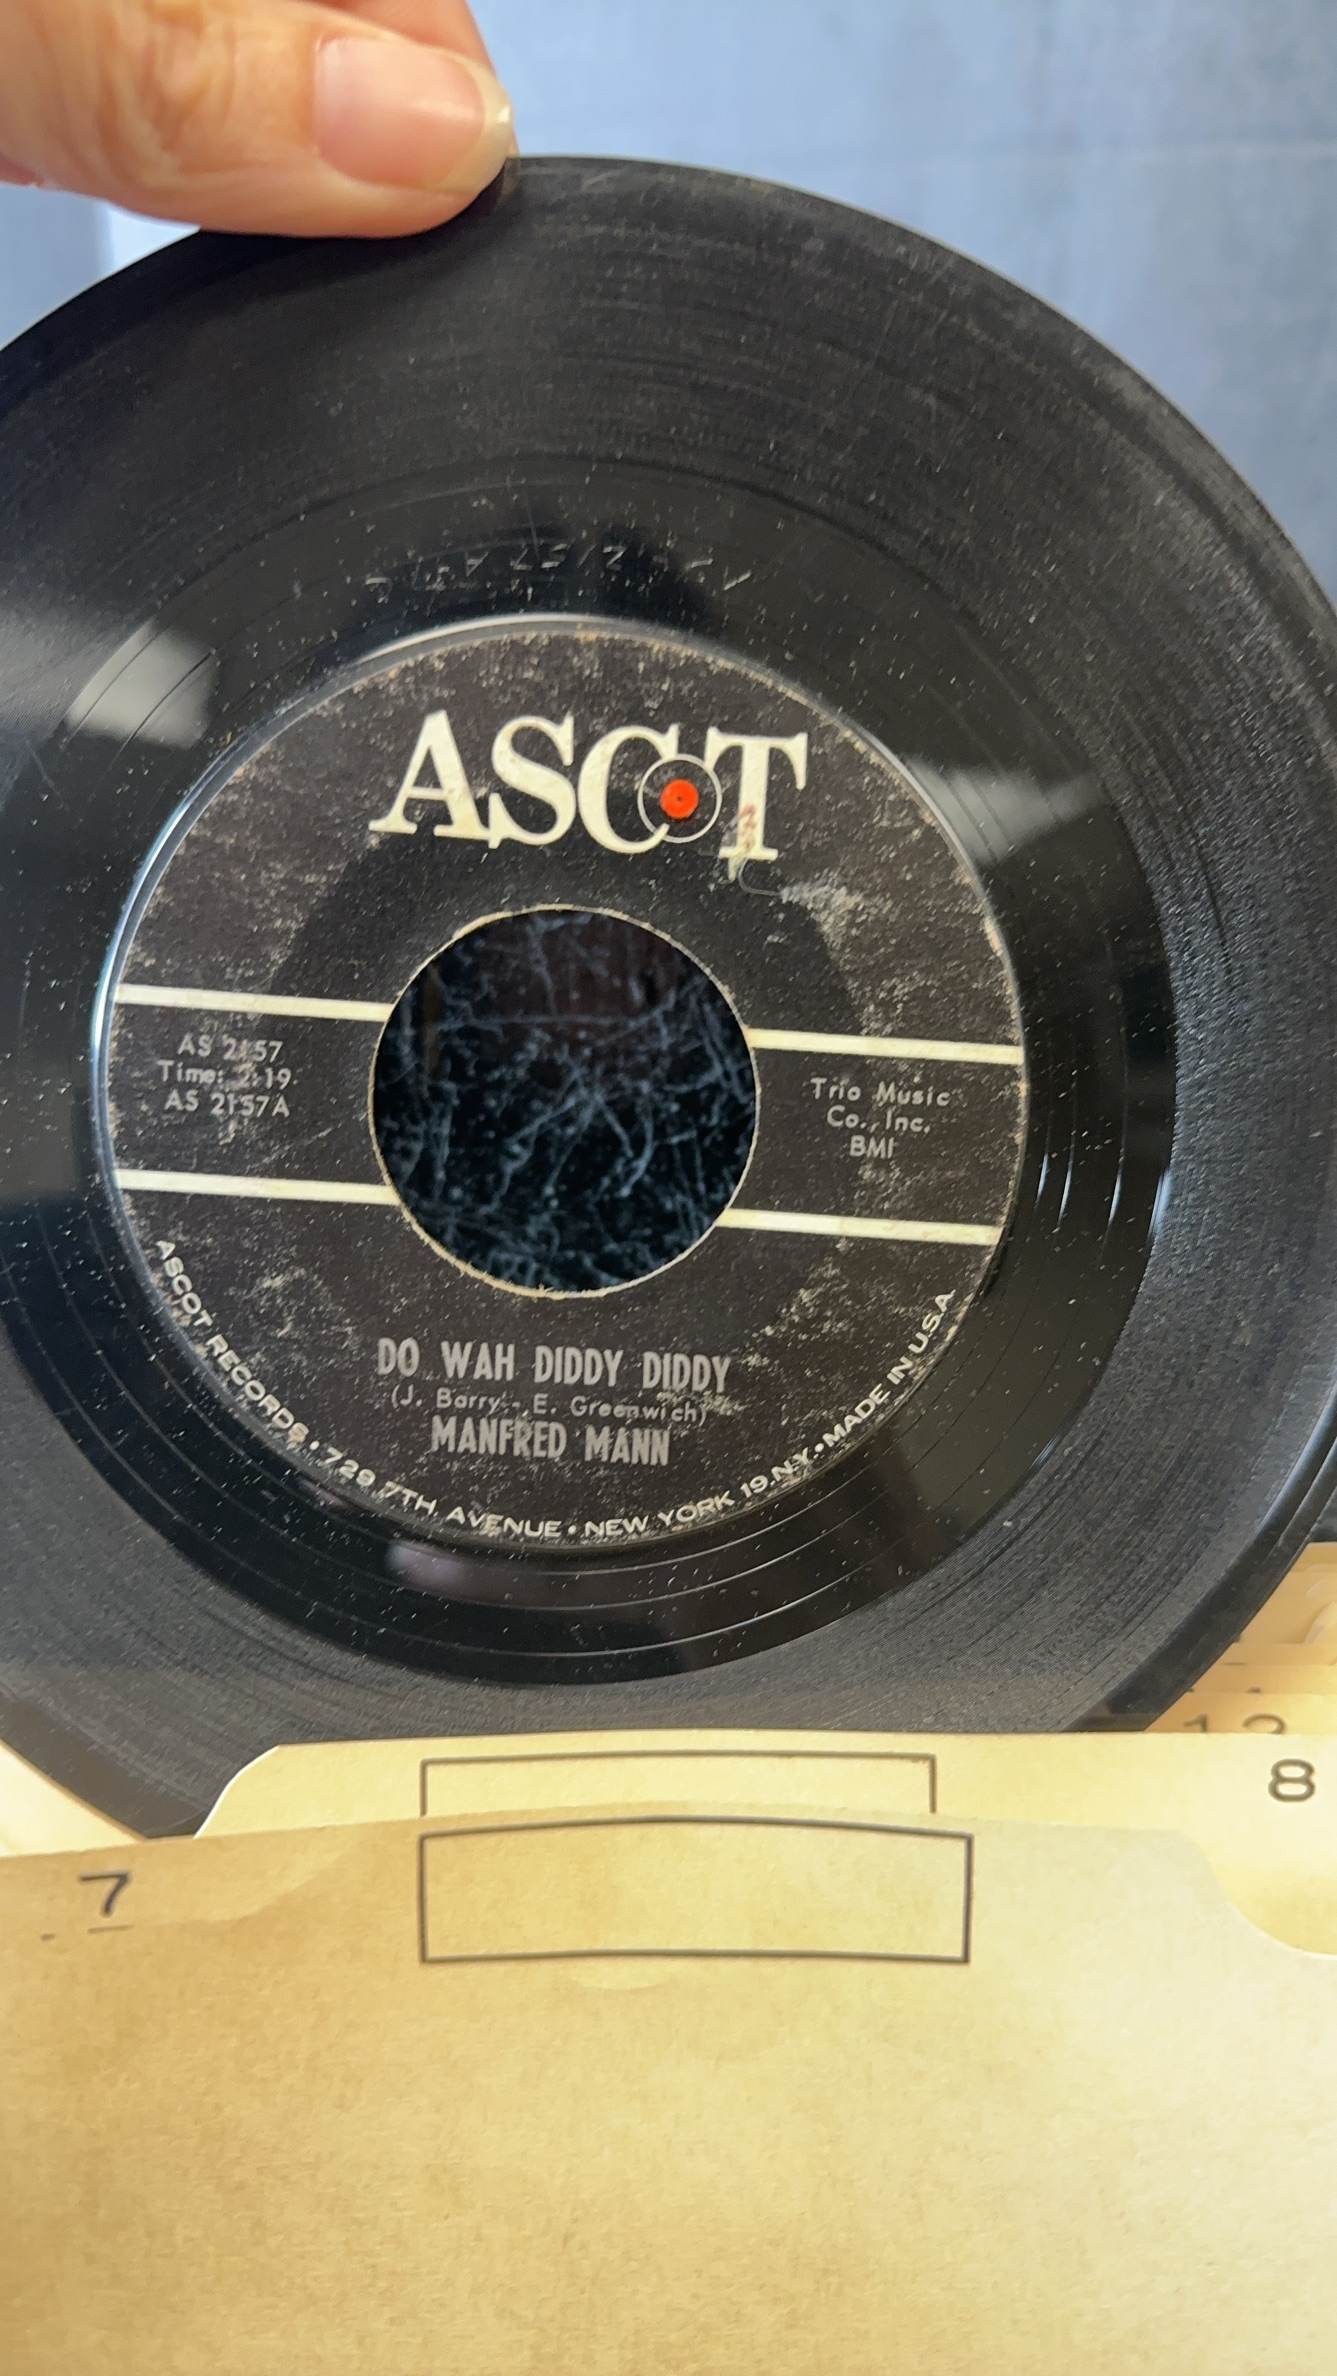 ASCOT
AS 2157
Time: 2:19
AS 2157A
Trio Music
Co., Inc.
BMI
DO WAH DIDDY DIDDY
(J. Barry - E. Greenwich)
MANFRED MANN
ASCOT RECORDS • 729 7TH AVENUE • NEW YORK 19, N.Y. • MADE IN U.S.A.
12
8
7